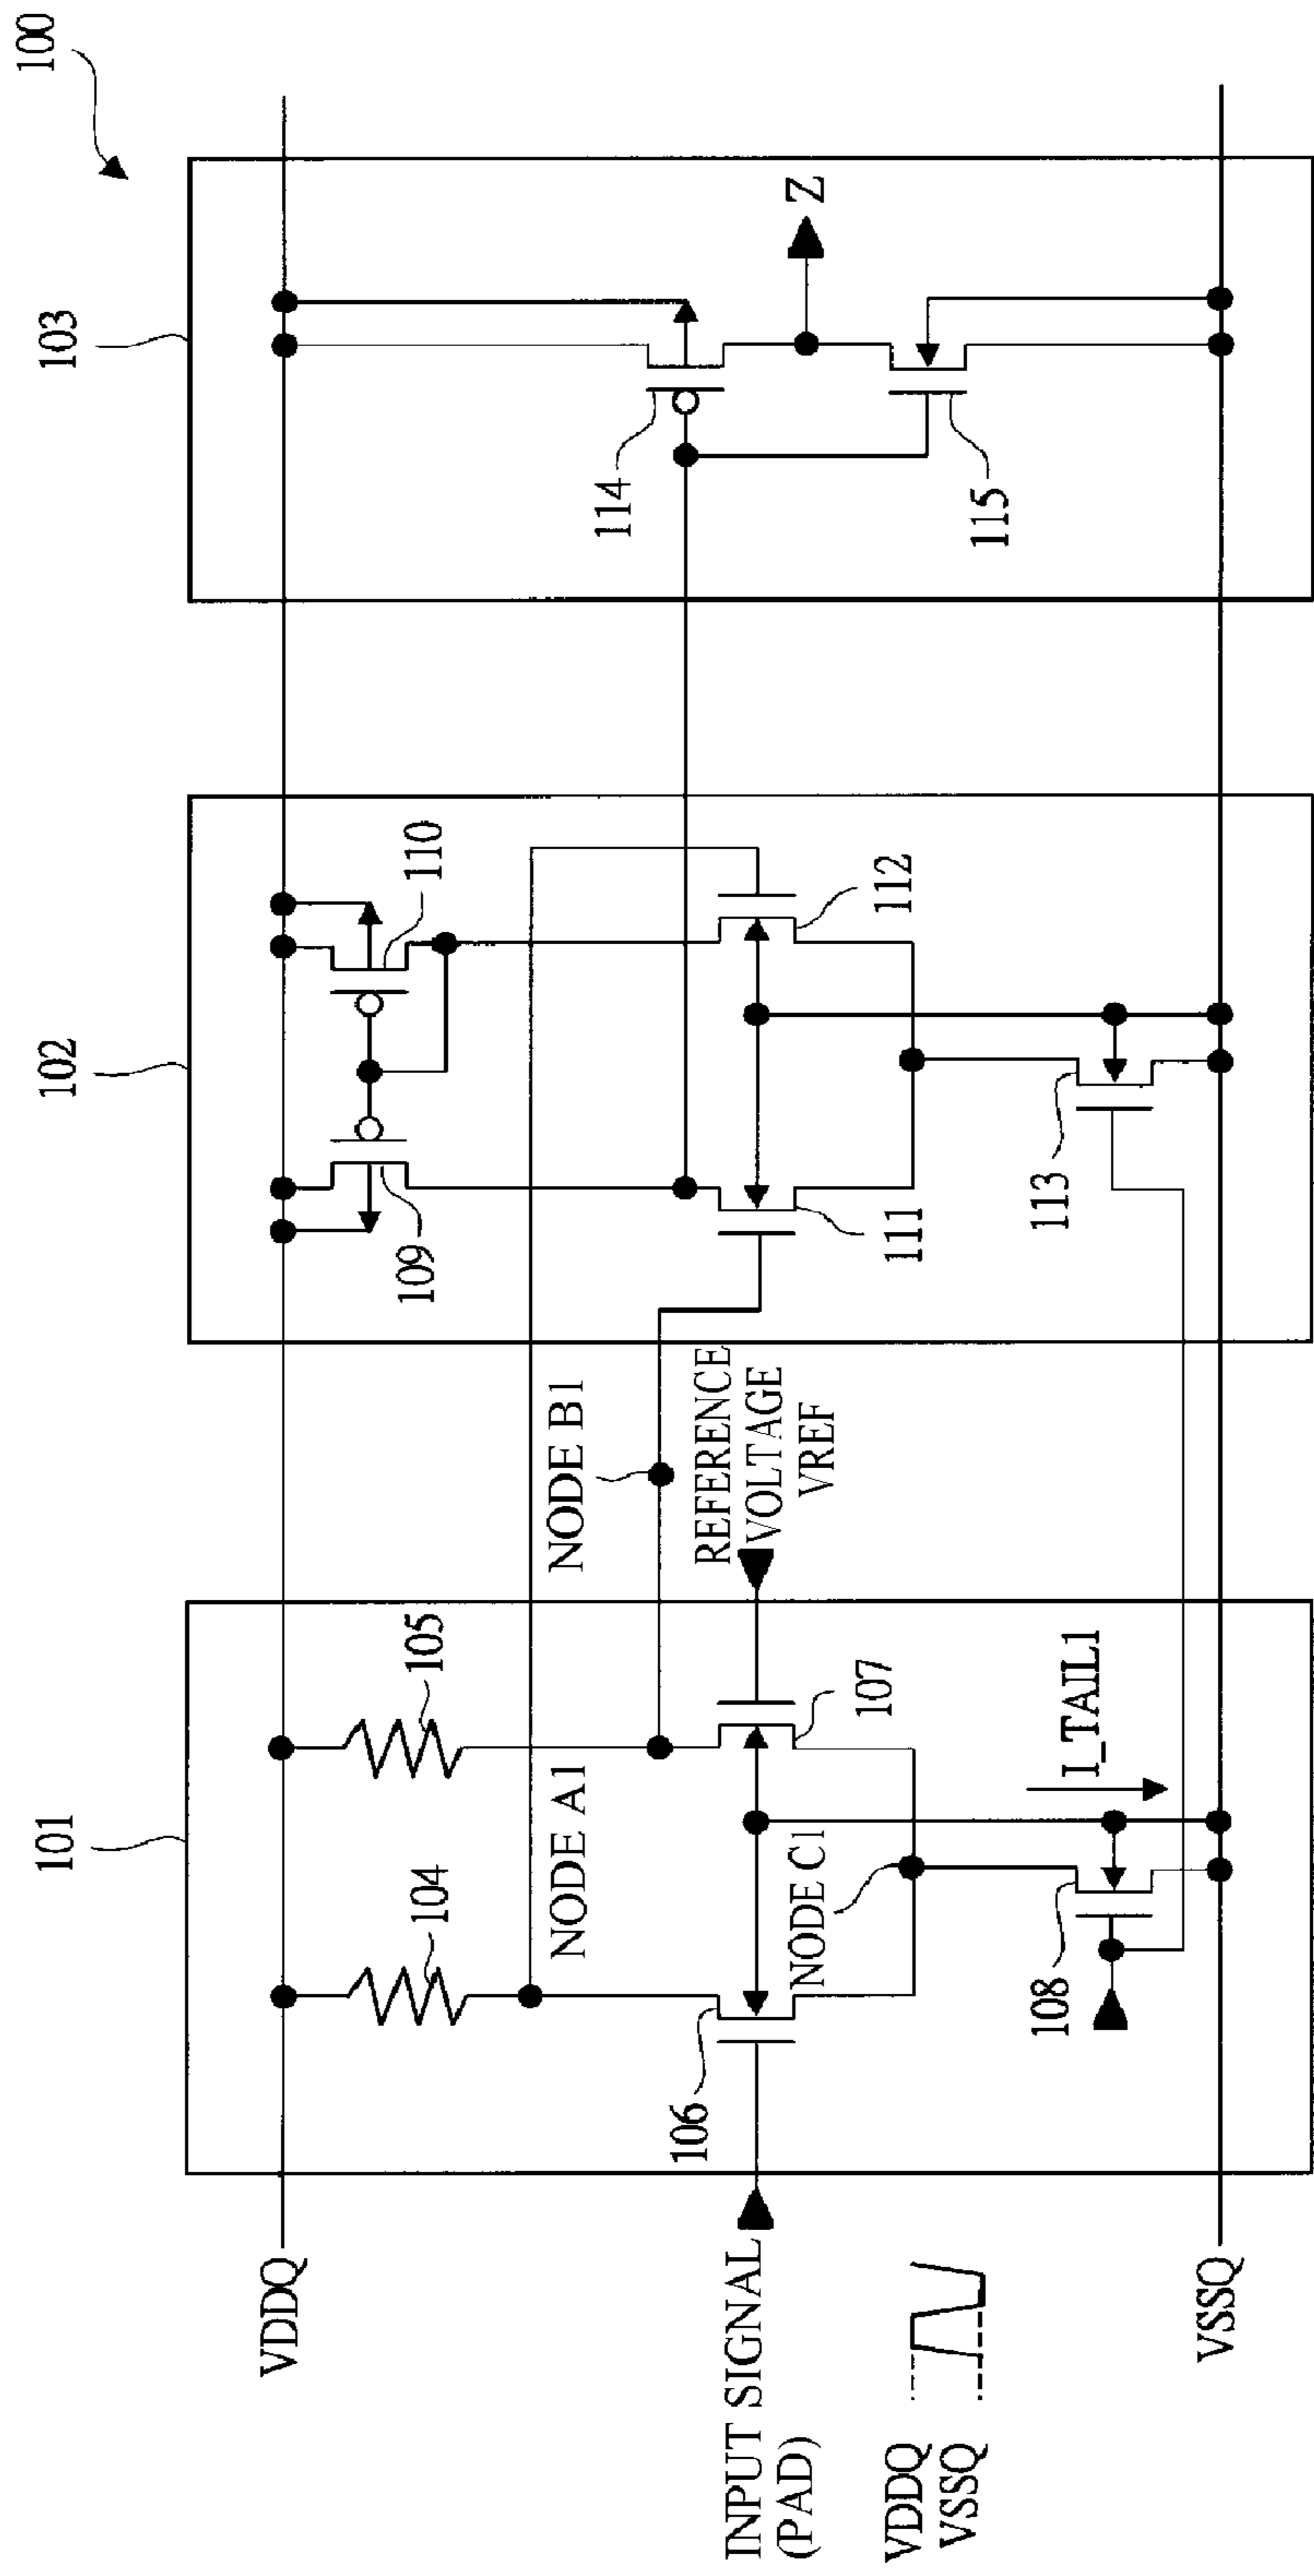 100
101
102
103
VDDQ
104
105
109
110
NODE A1
NODE B1
114
INPUT SIGNAL
(PAD)
106
107
REFERENCE
VOLTAGE
VREF
111
112
Z
VDDQ
VSSQ
NODE C1
115
108
I_TAIL1
113
VSSQ